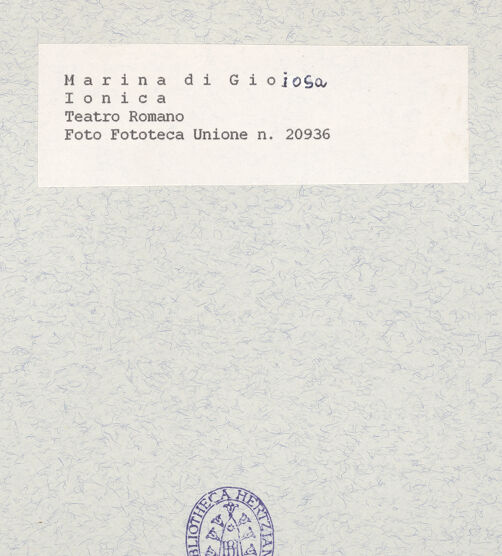 Marina di Gioiosa
Ionica
Teatro Romano
Foto Fototeca Unione n. 20936
BIBLIOTHECA HERTZIANA